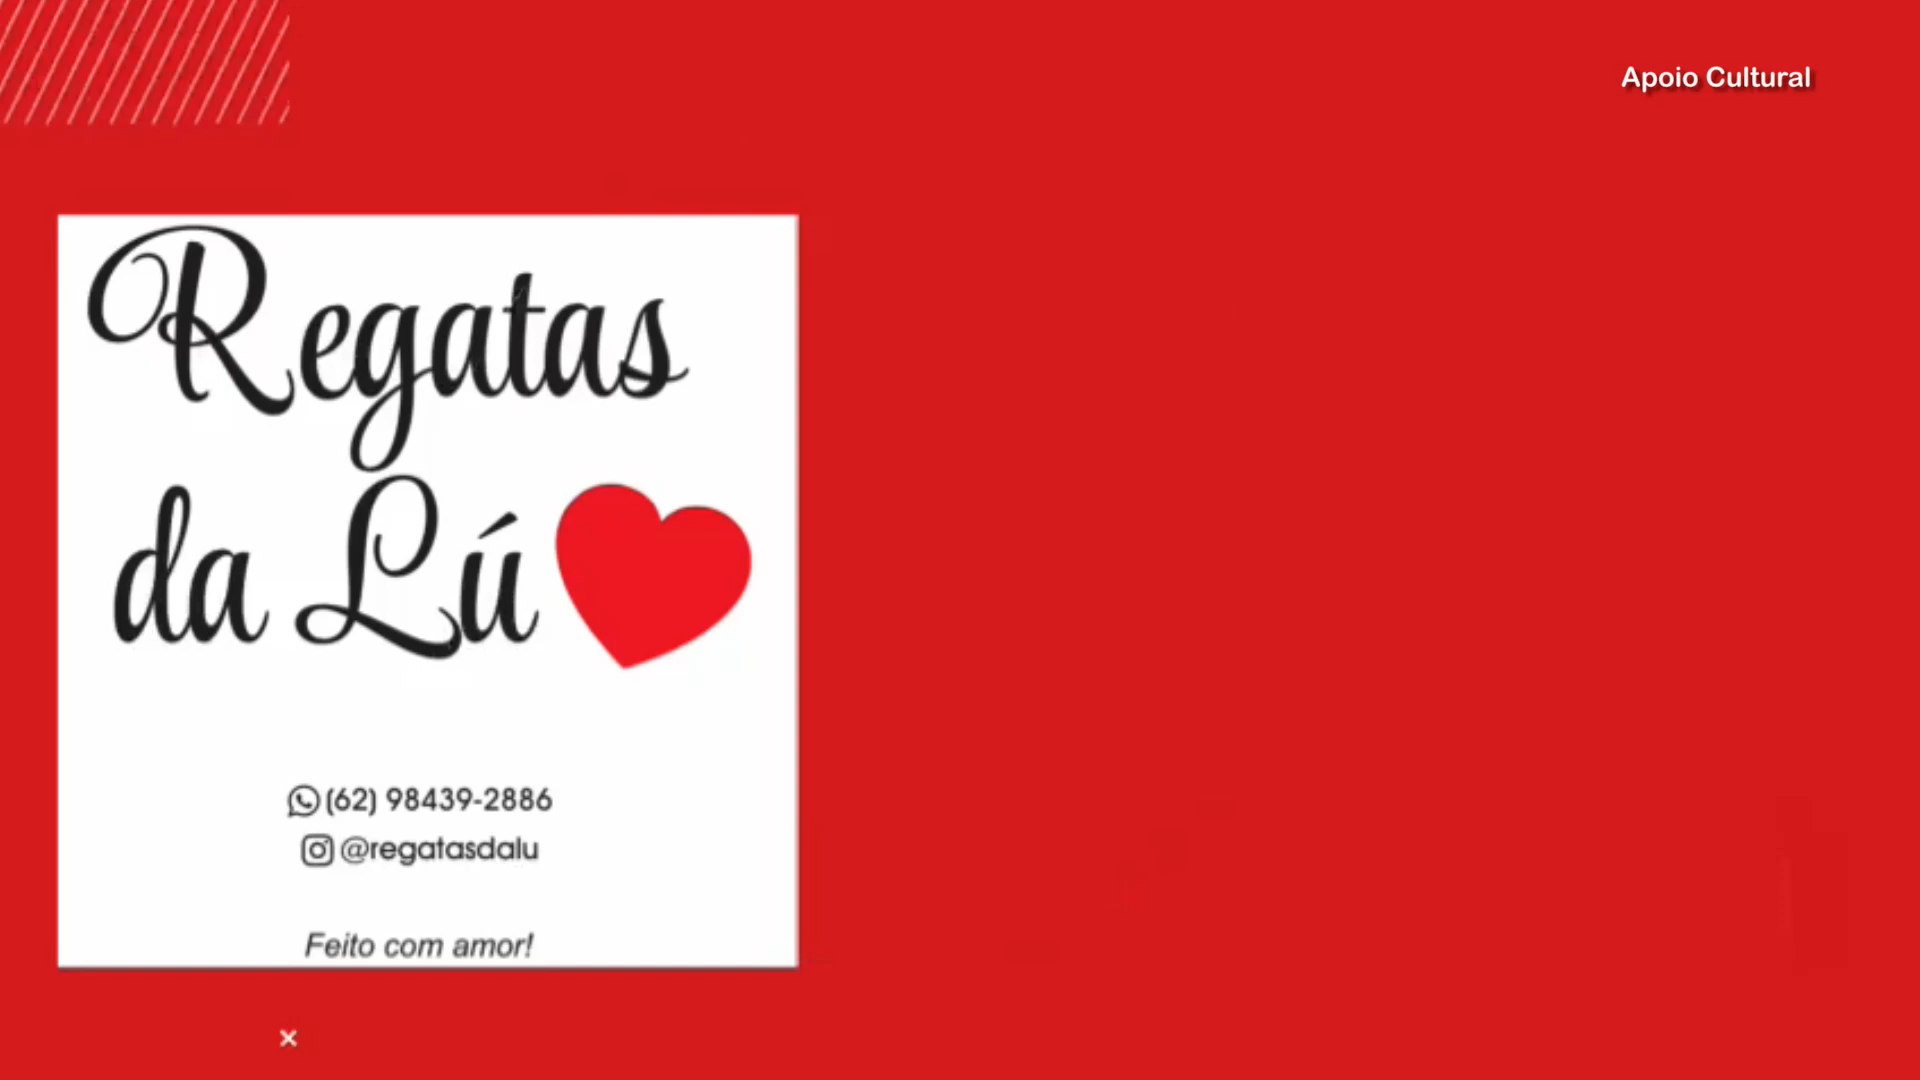 Apoio Cultural
Regatas
da Lú
(62) 98439-2886
@regatasdalu
Feito com amor!